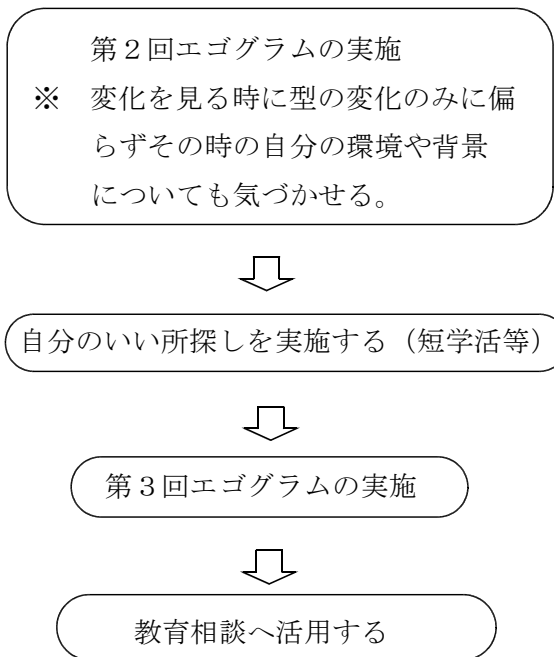 第２回エゴグラムの実施
※　変化を見る時に型の変化のみに偏
らずその時の自分の環境や背景
についても気づかせる。
自分のいい所探しを実施する（短学活等）
第３回エゴグラムの実施
教育相談へ活用する